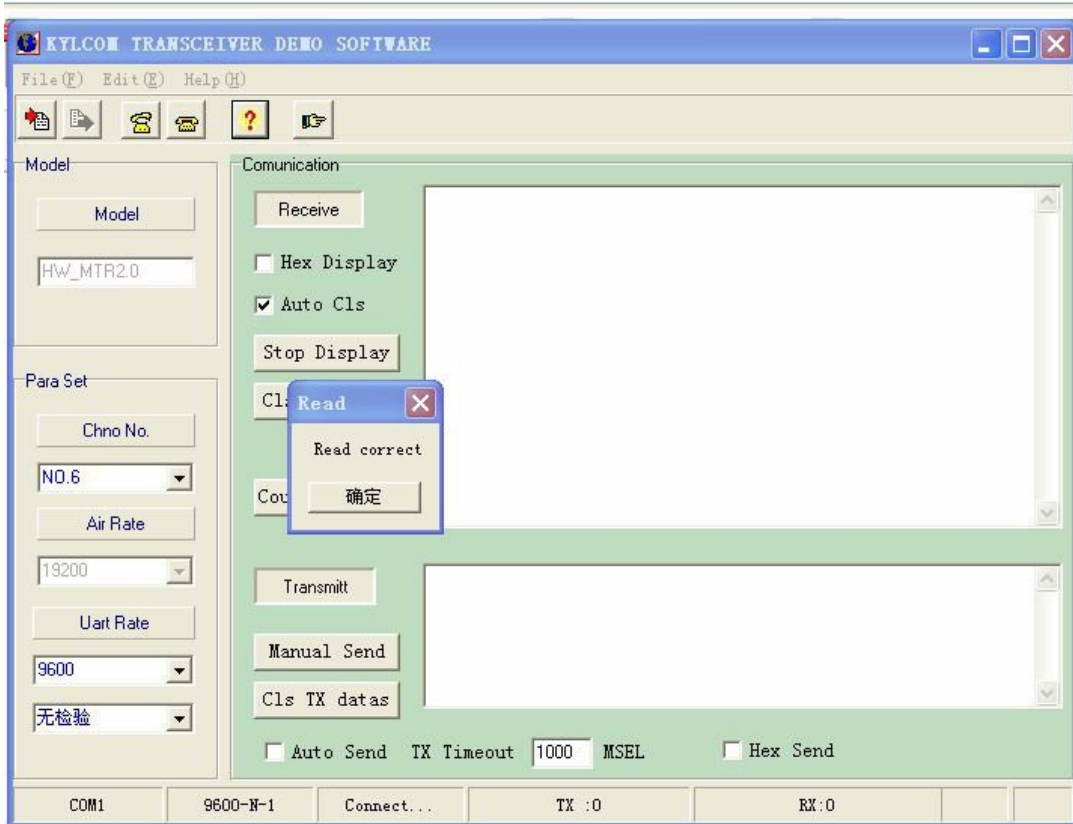 KYLCOM TRANSCEIVER DEMO SOFTWARE
File(F) Edit(E) Help(H)
?
Model
Model
HW_MTR2.0
Para Set
Chno No.
NO.6
Air Rate
19200
Uart Rate
9600
无检验
Comunication
Receive
Hex Display
Auto Cls
Stop Display
Read
Read correct
确定
Transmitt
Manual Send
Cls TX datas
Auto Send TX Timeout 1000 MSEL Hex Send
COM1 9600-N-1 Connect... TX :0 RX:0